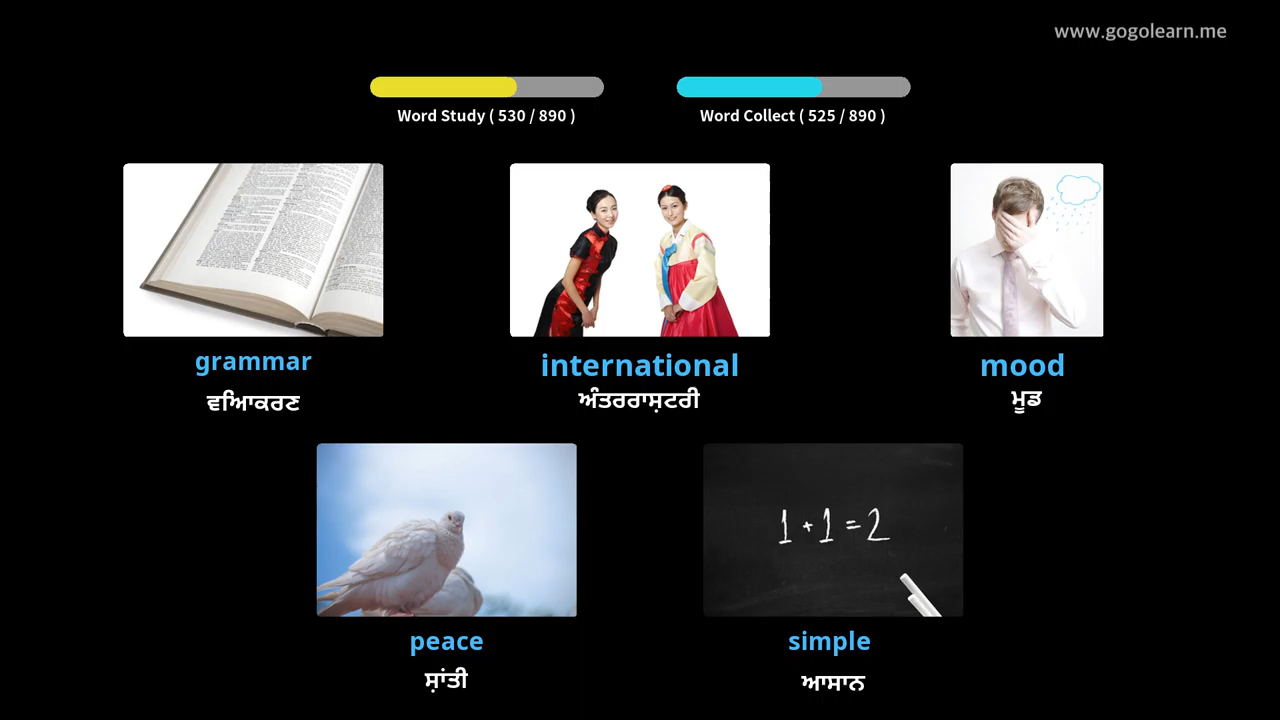 www.gogolearn.me
Word Study ( 530 / 890 )
Word Collect ( 525 / 890 )
grammar
ਵਿਆਕਰਣ
international
ਅੰਤਰਰਾਸ਼ਟਰੀ
mood
ਮੂਡ
1 + 1 = 2
peace
ਸ਼ਾਂਤੀ
simple
ਆਸਾਨ